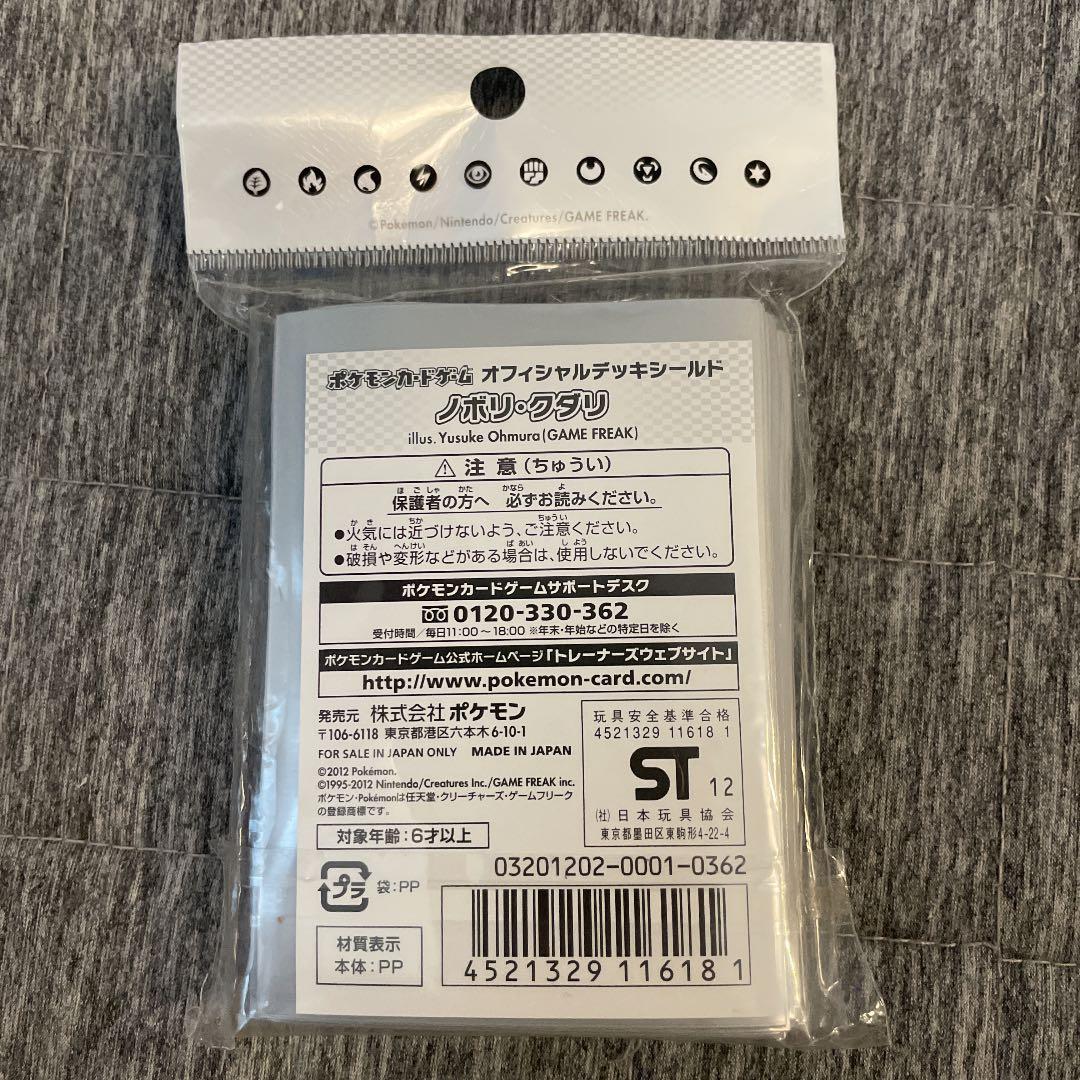 ©Pokémon/Nintendo/Creatures/GAME FREAK.
ポケモンカードゲーム オフィシャルデッキシールド
ノボリ・クダリ
illus. Yusuke Ohmura(GAME FREAK)
⚠ 注意(ちゅうい)
保護者の方へ 必ずお読みください。
●火気には近づけないよう、ご注意ください。
●破損や変形などがある場合は、使用しないでください。
ポケモンカードゲームサポートデスク
0120-330-362
受付時間/毎日11:00~18:00 ※年末・年始などの特定日を除く
ポケモンカードゲーム公式ホームページ「トレーナーズウェブサイト」
http://www.pokemon-card.com/
発売元 株式会社ポケモン
〒106-6118 東京都港区六本木6-10-1
FOR SALE IN JAPAN ONLY MADE IN JAPAN
©2012 Pokémon.
©1995-2012 Nintendo/Creatures Inc./GAME FREAK inc.
ポケモン・Pokémonは任天堂・クリーチャーズ・ゲームフリーク
の登録商標です。
対象年齢:6才以上
玩具安全基準合格
4521329 11618 1
ST 12
(社)日本玩具協会
東京都墨田区東駒形4-22-4
03201202-0001-0362
プラ 袋:PP
材質表示
本体:PP
4521329 116181